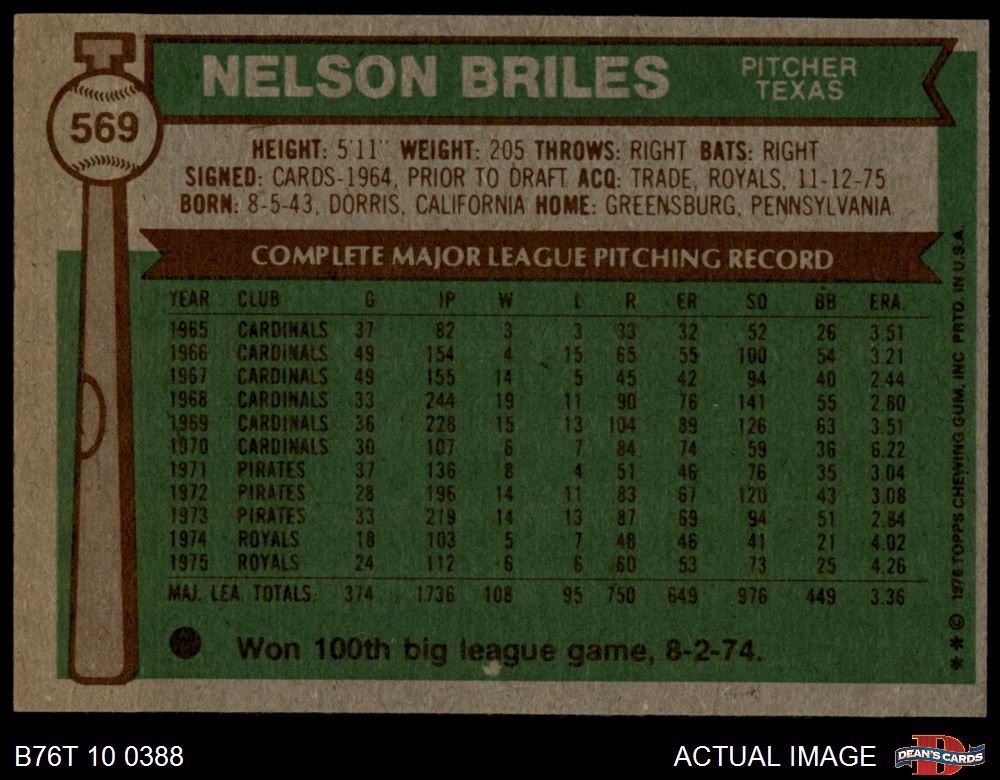 NELSON BRILES
PITCHER
TEXAS
569
HEIGHT: 5'11" WEIGHT: 205 THROWS: RIGHT BATS: RIGHT
SIGNED: CARDS-1964, PRIOR TO DRAFT ACQ: TRADE, ROYALS, 11-12-75
BORN: 8-5-43, DORRIS, CALIFORNIA HOME: GREENSBURG, PENNSYLVANIA
COMPLETE MAJOR LEAGUE PITCHING RECORD
YEAR CLUB G IP W L R ER SO BB ERA.
1965 CARDINALS 37 82 3 3 33 32 52 26 3.51
1966 CARDINALS 49 154 4 15 65 55 100 54 3.21
1967 CARDINALS 49 155 14 5 45 42 94 40 2.44
1968 CARDINALS 33 244 19 11 90 76 141 55 2.80
1969 CARDINALS 36 228 15 13 104 89 126 63 3.51
1970 CARDINALS 30 107 6 7 84 74 59 36 6.22
1971 PIRATES 37 136 8 4 51 46 76 35 3.04
1972 PIRATES 28 196 14 11 83 67 120 43 3.08
1973 PIRATES 33 219 14 13 87 69 94 51 2.84
1974 ROYALS 18 103 5 7 48 46 41 21 4.02
1975 ROYALS 24 112 6 6 60 53 73 25 4.26
MAJ. LEA. TOTALS: 374 1736 108 95 750 649 976 449 3.36
Won 100th big league game, 8-2-74.
* * © 1976 TOPPS CHEWING GUM, INC. PRTD. IN U.S.A.
B76T 10 0388
ACTUAL IMAGE
D
DEAN'S CARDS